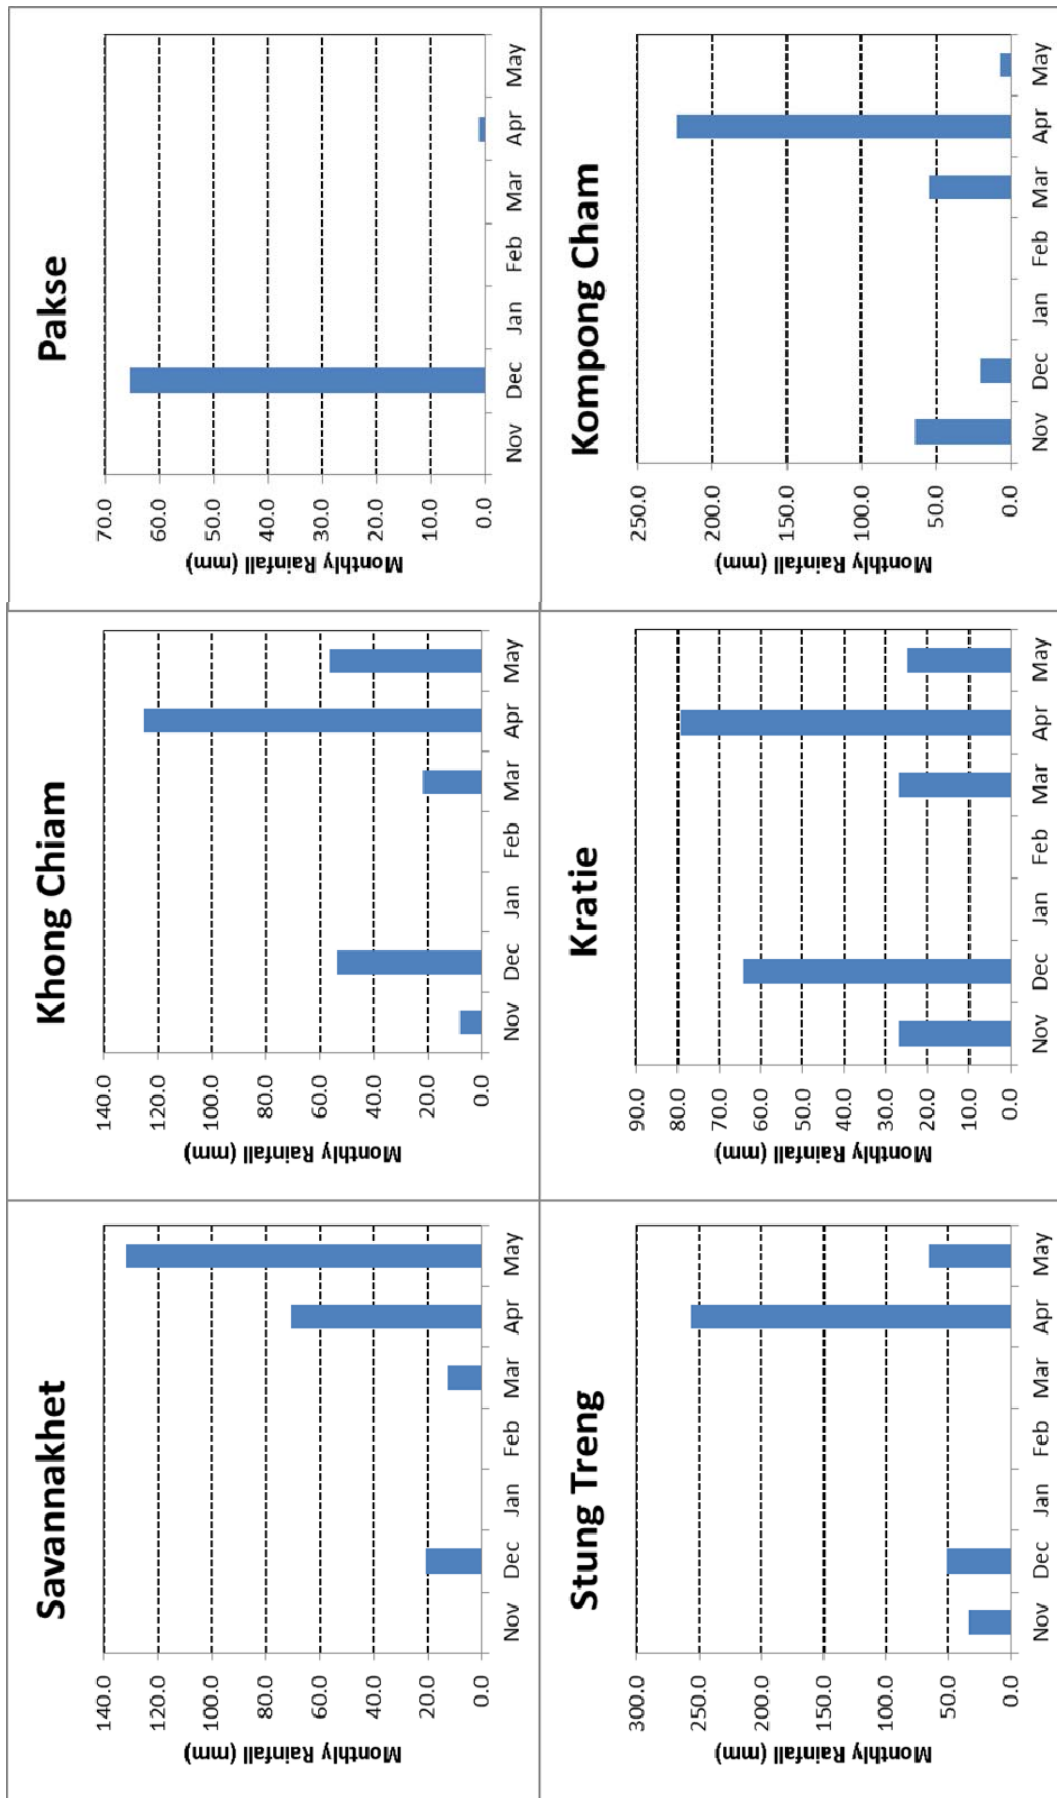 Savannakhet
Monthly Rainfall (mm)
140.0
120.0
100.0
80.0
60.0
40.0
20.0
0.0
Nov Dec Jan Feb Mar Apr May
Khong Chiam
Monthly Rainfall (mm)
140.0
120.0
100.0
80.0
60.0
40.0
20.0
0.0
Nov Dec Jan Feb Mar Apr May
Pakse
Monthly Rainfall (mm)
70.0
60.0
50.0
40.0
30.0
20.0
10.0
0.0
Nov Dec Jan Feb Mar Apr May
Stung Treng
Monthly Rainfall (mm)
300.0
250.0
200.0
150.0
100.0
50.0
0.0
Nov Dec Jan Feb Mar Apr May
Kratie
Monthly Rainfall (mm)
90.0
80.0
70.0
60.0
50.0
40.0
30.0
20.0
10.0
0.0
Nov Dec Jan Feb Mar Apr May
Kompong Cham
Monthly Rainfall (mm)
250.0
200.0
150.0
100.0
50.0
0.0
Nov Dec Jan Feb Mar Apr May